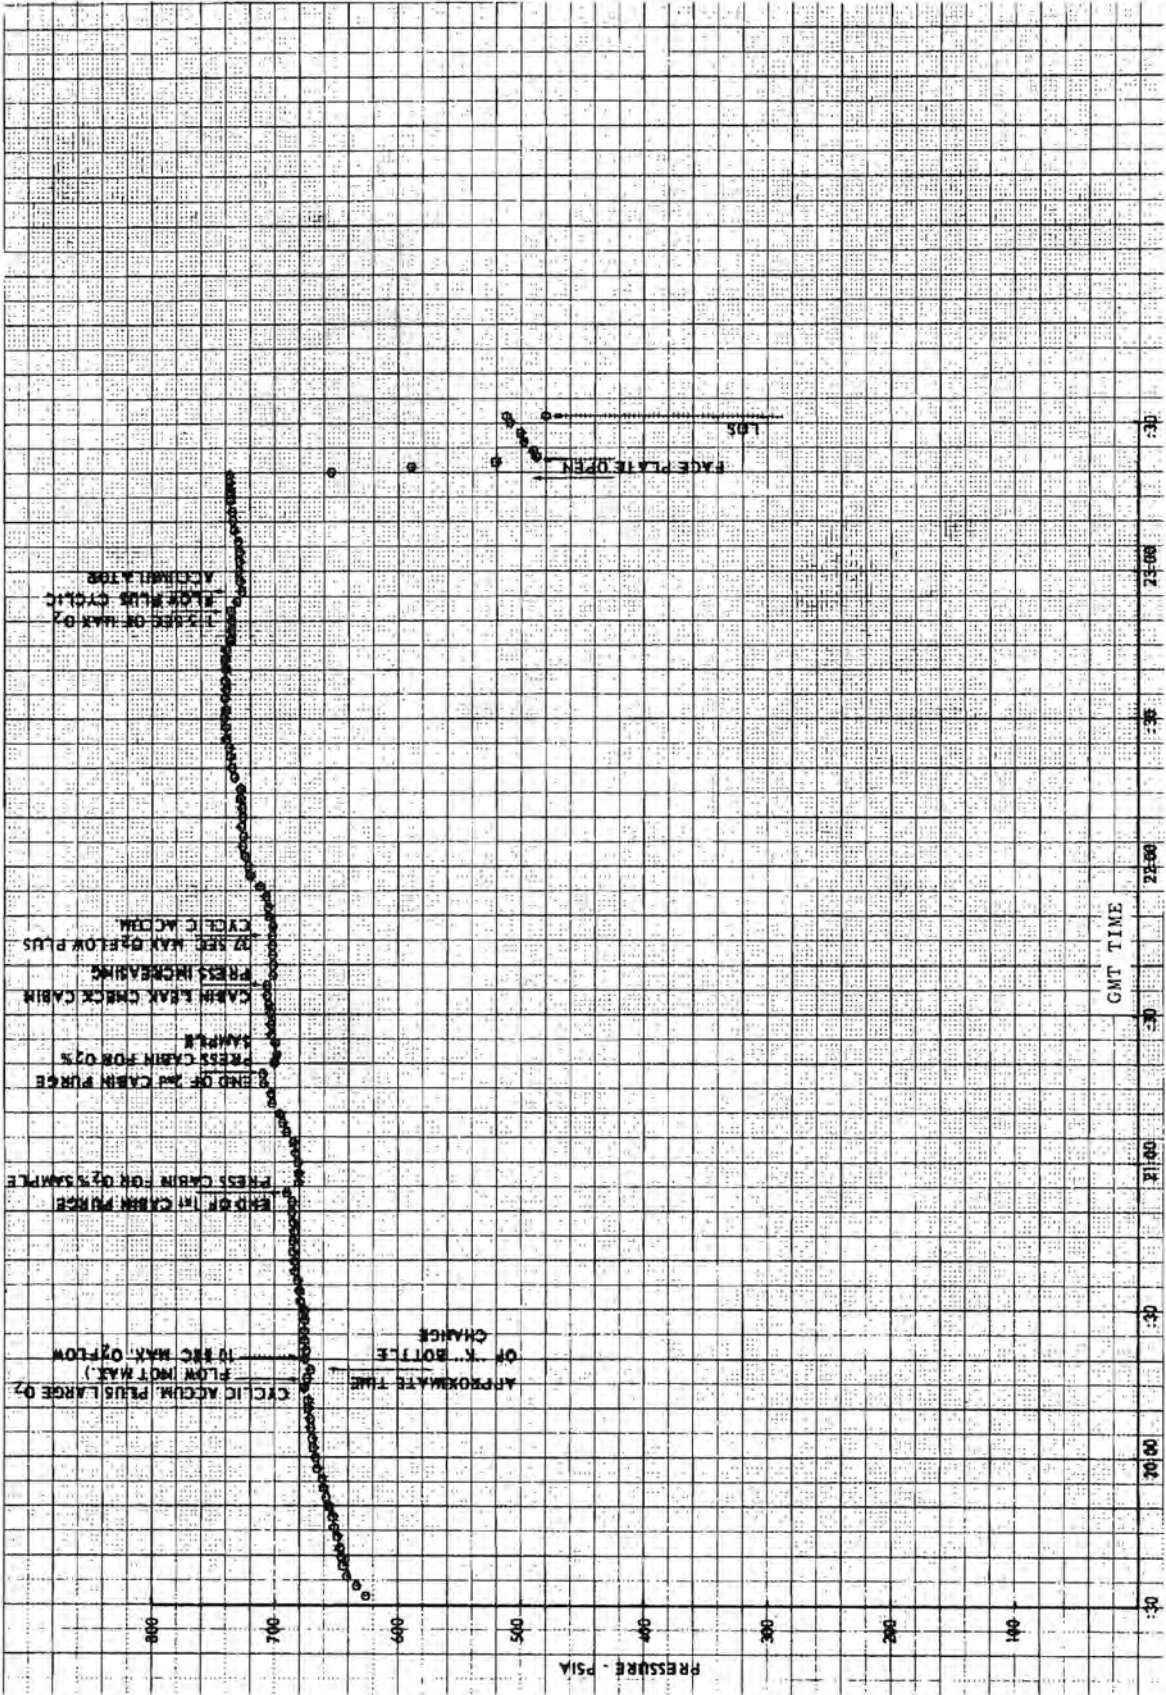 ACCUMULATOR
FLOW PLUS CYCLIC
1.5 SEC OF MAX O₂
FACE PLATE OPEN
LOS
CYCLIC ACCUM
37 SEC MAX O₂ FLOW PLUS
PRESS INCREASING
CABIN LEAK CHECK CABIN
SAMPLE
PRESS CABIN FOR O₂%
END OF 2nd CABIN PURGE
PRESS CABIN FOR O₂% SAMPLE
END OF 1st CABIN PURGE
10 SEC MAX. O₂ FLOW
FLOW (NOT MAX.)
CYCLIC ACCUM. PLUS LARGE O₂
APPROXIMATE TIME
OF "K" BOTTLE
CHANGE
800
700
600
500
400
300
200
100
PRESSURE - PSIA
:30
20:00
:30
21:00
:30
22:00
:30
23:00
:30
GMT TIME